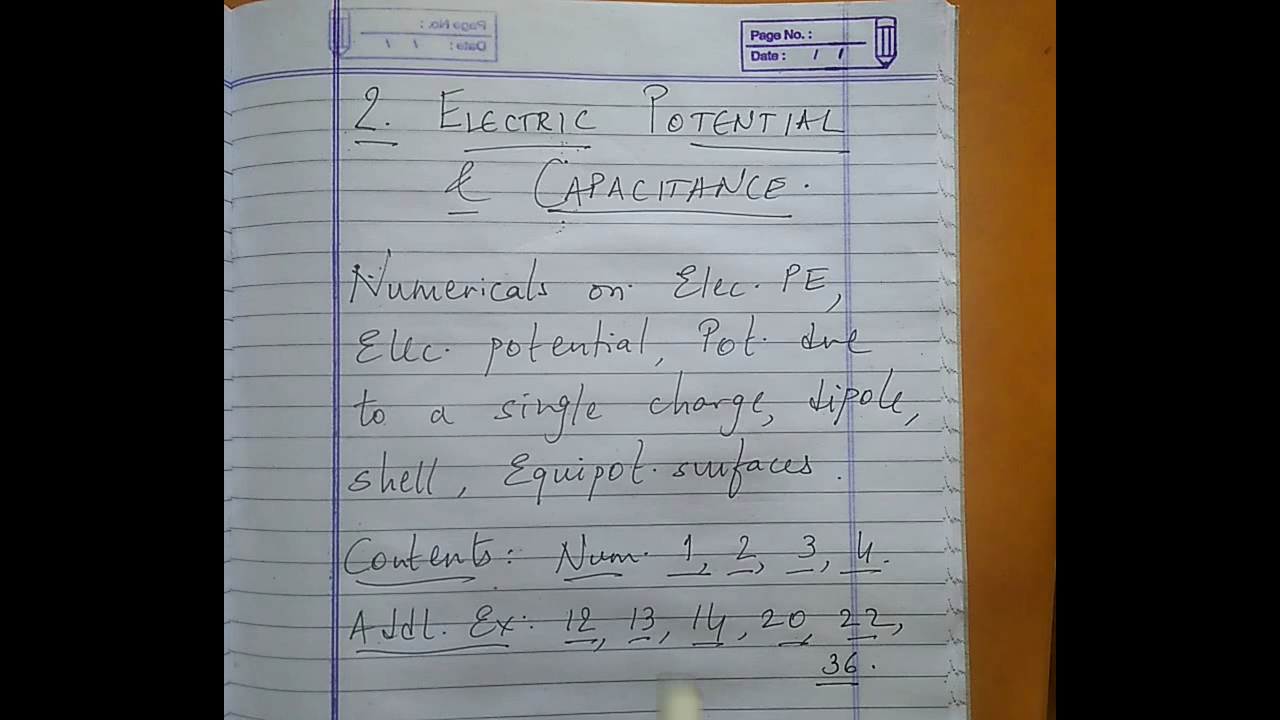 Page No. :
Date : / /
2. ELECTRIC POTENTIAL
& CAPACITANCE.
Numericals on Elec. PE,
Elec. potential, Pot. due
to a single charge, dipole,
shell, Equipot. surfaces.
Contents: Num. 1, 2, 3, 4.
Addl. Ex: 12, 13, 14, 20, 22,
36.